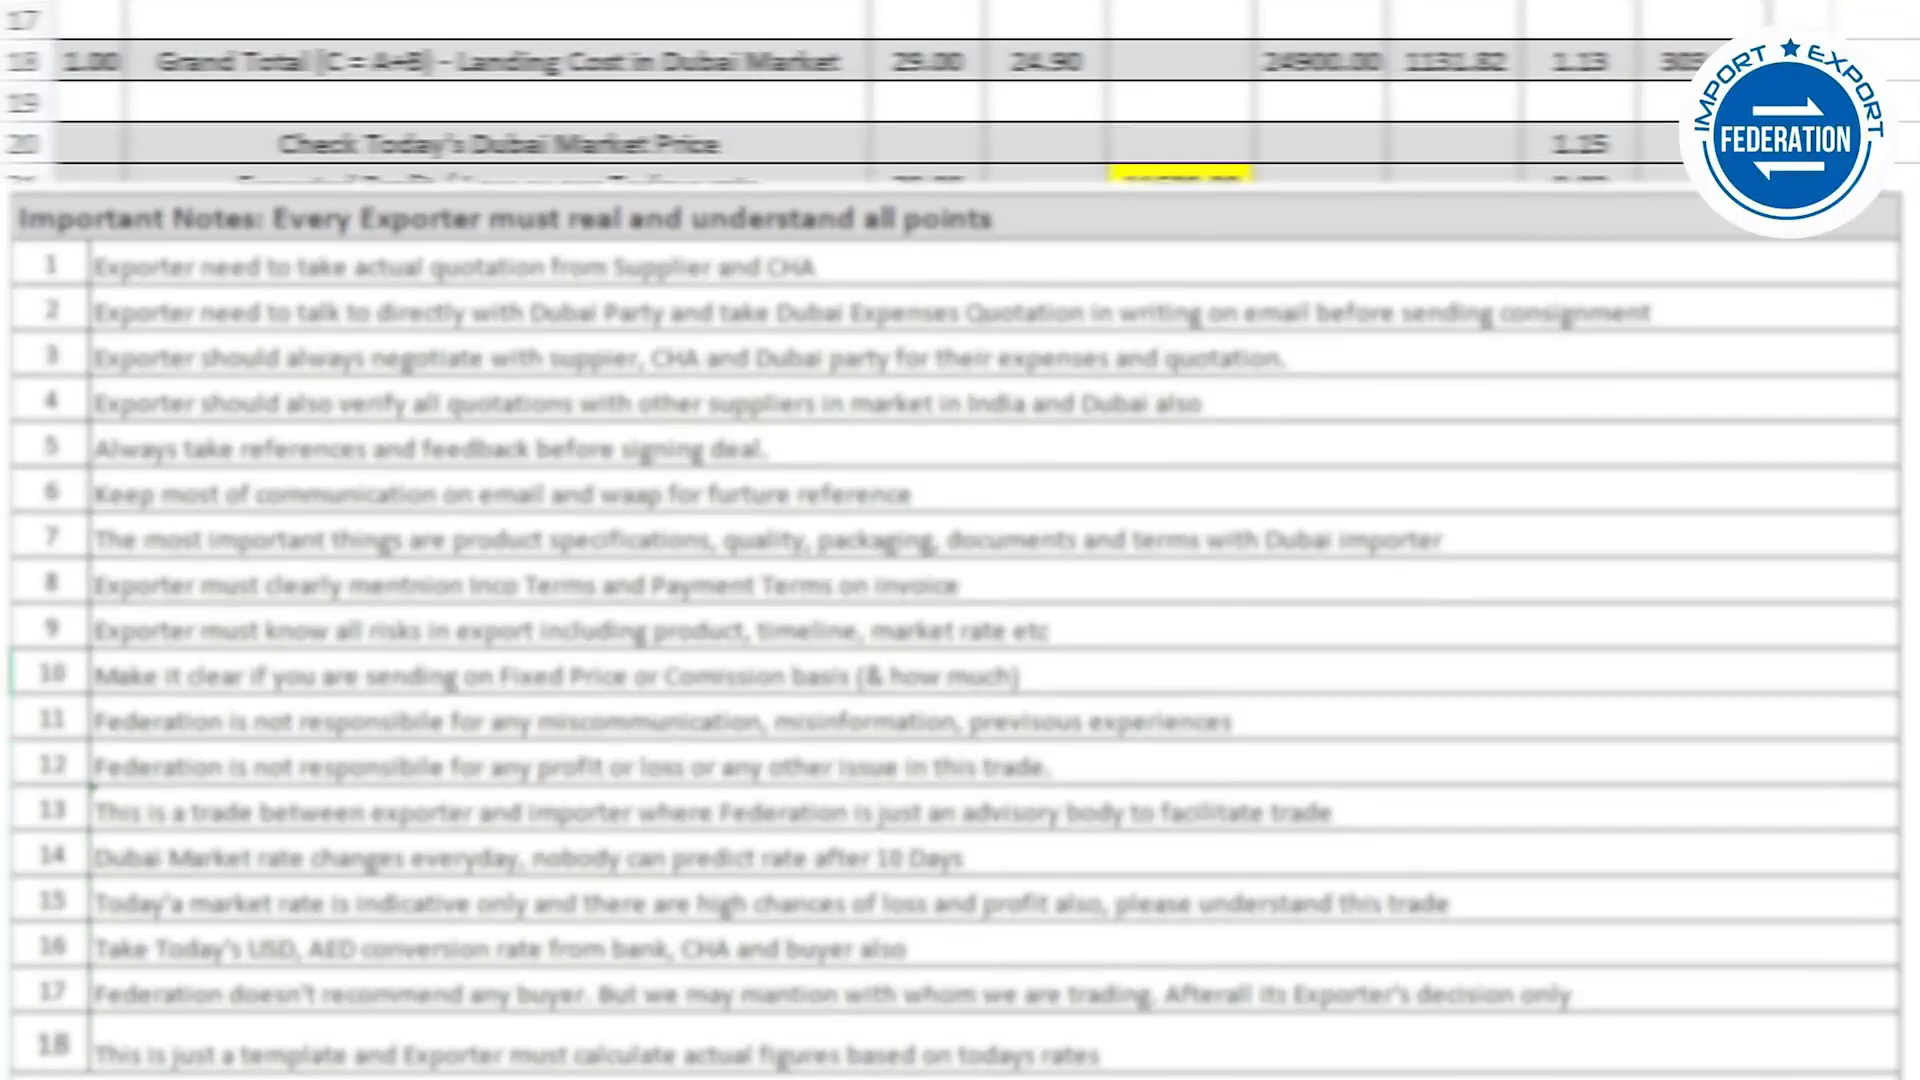 17
18 1.00 Grand Total (C = A+B) - Landing Cost in Dubai Market 29.00 24.90 24900.00 1131.82 1.13
19
20 Check Today's Dubai Market Price 1.15
IMPORT ★ EXPORT
FEDERATION
Important Notes: Every Exporter must real and understand all points
1 Exporter need to take actual quotation from Supplier and CHA
2 Exporter need to talk to directly with Dubai Party and take Dubai Expenses Quotation in writing on email before sending consignment
3 Exporter should always negotiate with suppier, CHA and Dubai party for their expenses and quotation.
4 Exporter should also verify all quotations with other suppliers in market in India and Dubai also
5 Always take references and feedback before signing deal.
6 Keep most of communication on email and waap for furture reference
7 The most important things are product specifications, quality, packaging, documents and terms with Dubai importer
8 Exporter must clearly mentnion Inco Terms and Payment Terms on invoice
9 Exporter must know all risks in export including product, timeline, market rate etc
10 Make it clear if you are sending on Fixed Price or Comission basis (& how much)
11 Federation is not responsibile for any miscommunication, misinformation, previsous experiences
12 Federation is not responsibile for any profit or loss or any other issue in this trade.
13 This is a trade between exporter and importer where Federation is just an advisory body to facilitate trade
14 Dubai Market rate changes everyday, nobody can predict rate after 10 Days
15 Today'a market rate is indicative only and there are high chances of loss and profit also, please understand this trade
16 Take Today's USD, AED conversion rate from bank, CHA and buyer also
17 Federation doesn't recommend any buyer. But we may mantion with whom we are trading. Afterall its Exporter's decision only
18 This is just a template and Exporter must calculate actual figures based on todays rates